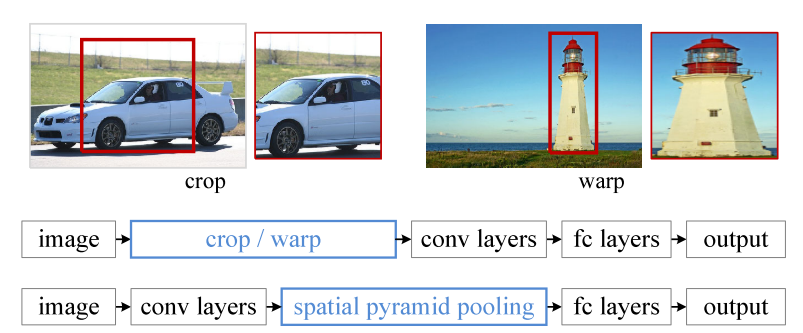 crop
warp
image crop / warp conv layers fc layers output
image conv layers spatial pyramid pooling fc layers output